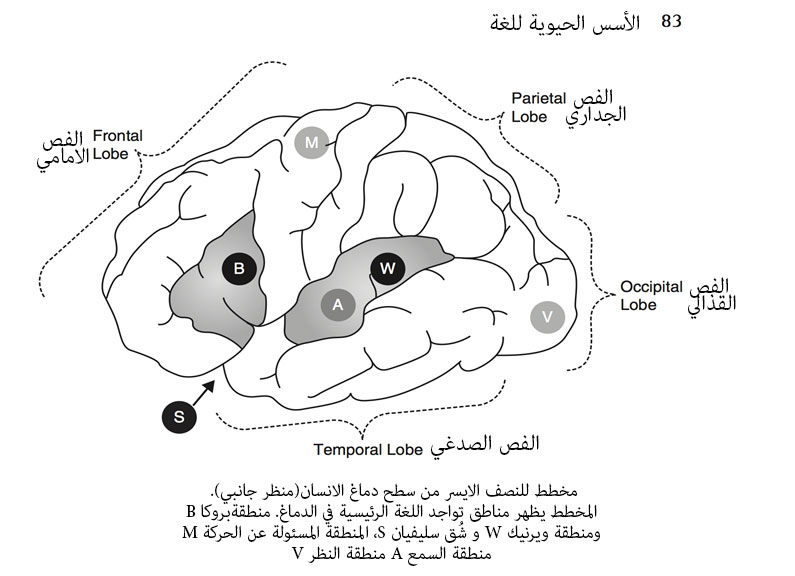 83 الأسس الحيوية للغة
Parietal Lobe
الفص الجداري
M
Frontal Lobe
الفص الامامي
B
W
A
V
Occipital Lobe
الفص القذالي
S
Temporal Lobe الفص الصدغي
مخطط للنصف الايسر من سطح دماغ الانسان(منظر جانبي).
المخطط يظهر مناطق تواجد اللغة الرئيسية في الدماغ. منطقةبروكا B
ومنطقة ويرنيك W و شُق سليفيان S، المنطقة المسئولة عن الحركة M
منطقة السمع A منطقة النظر V